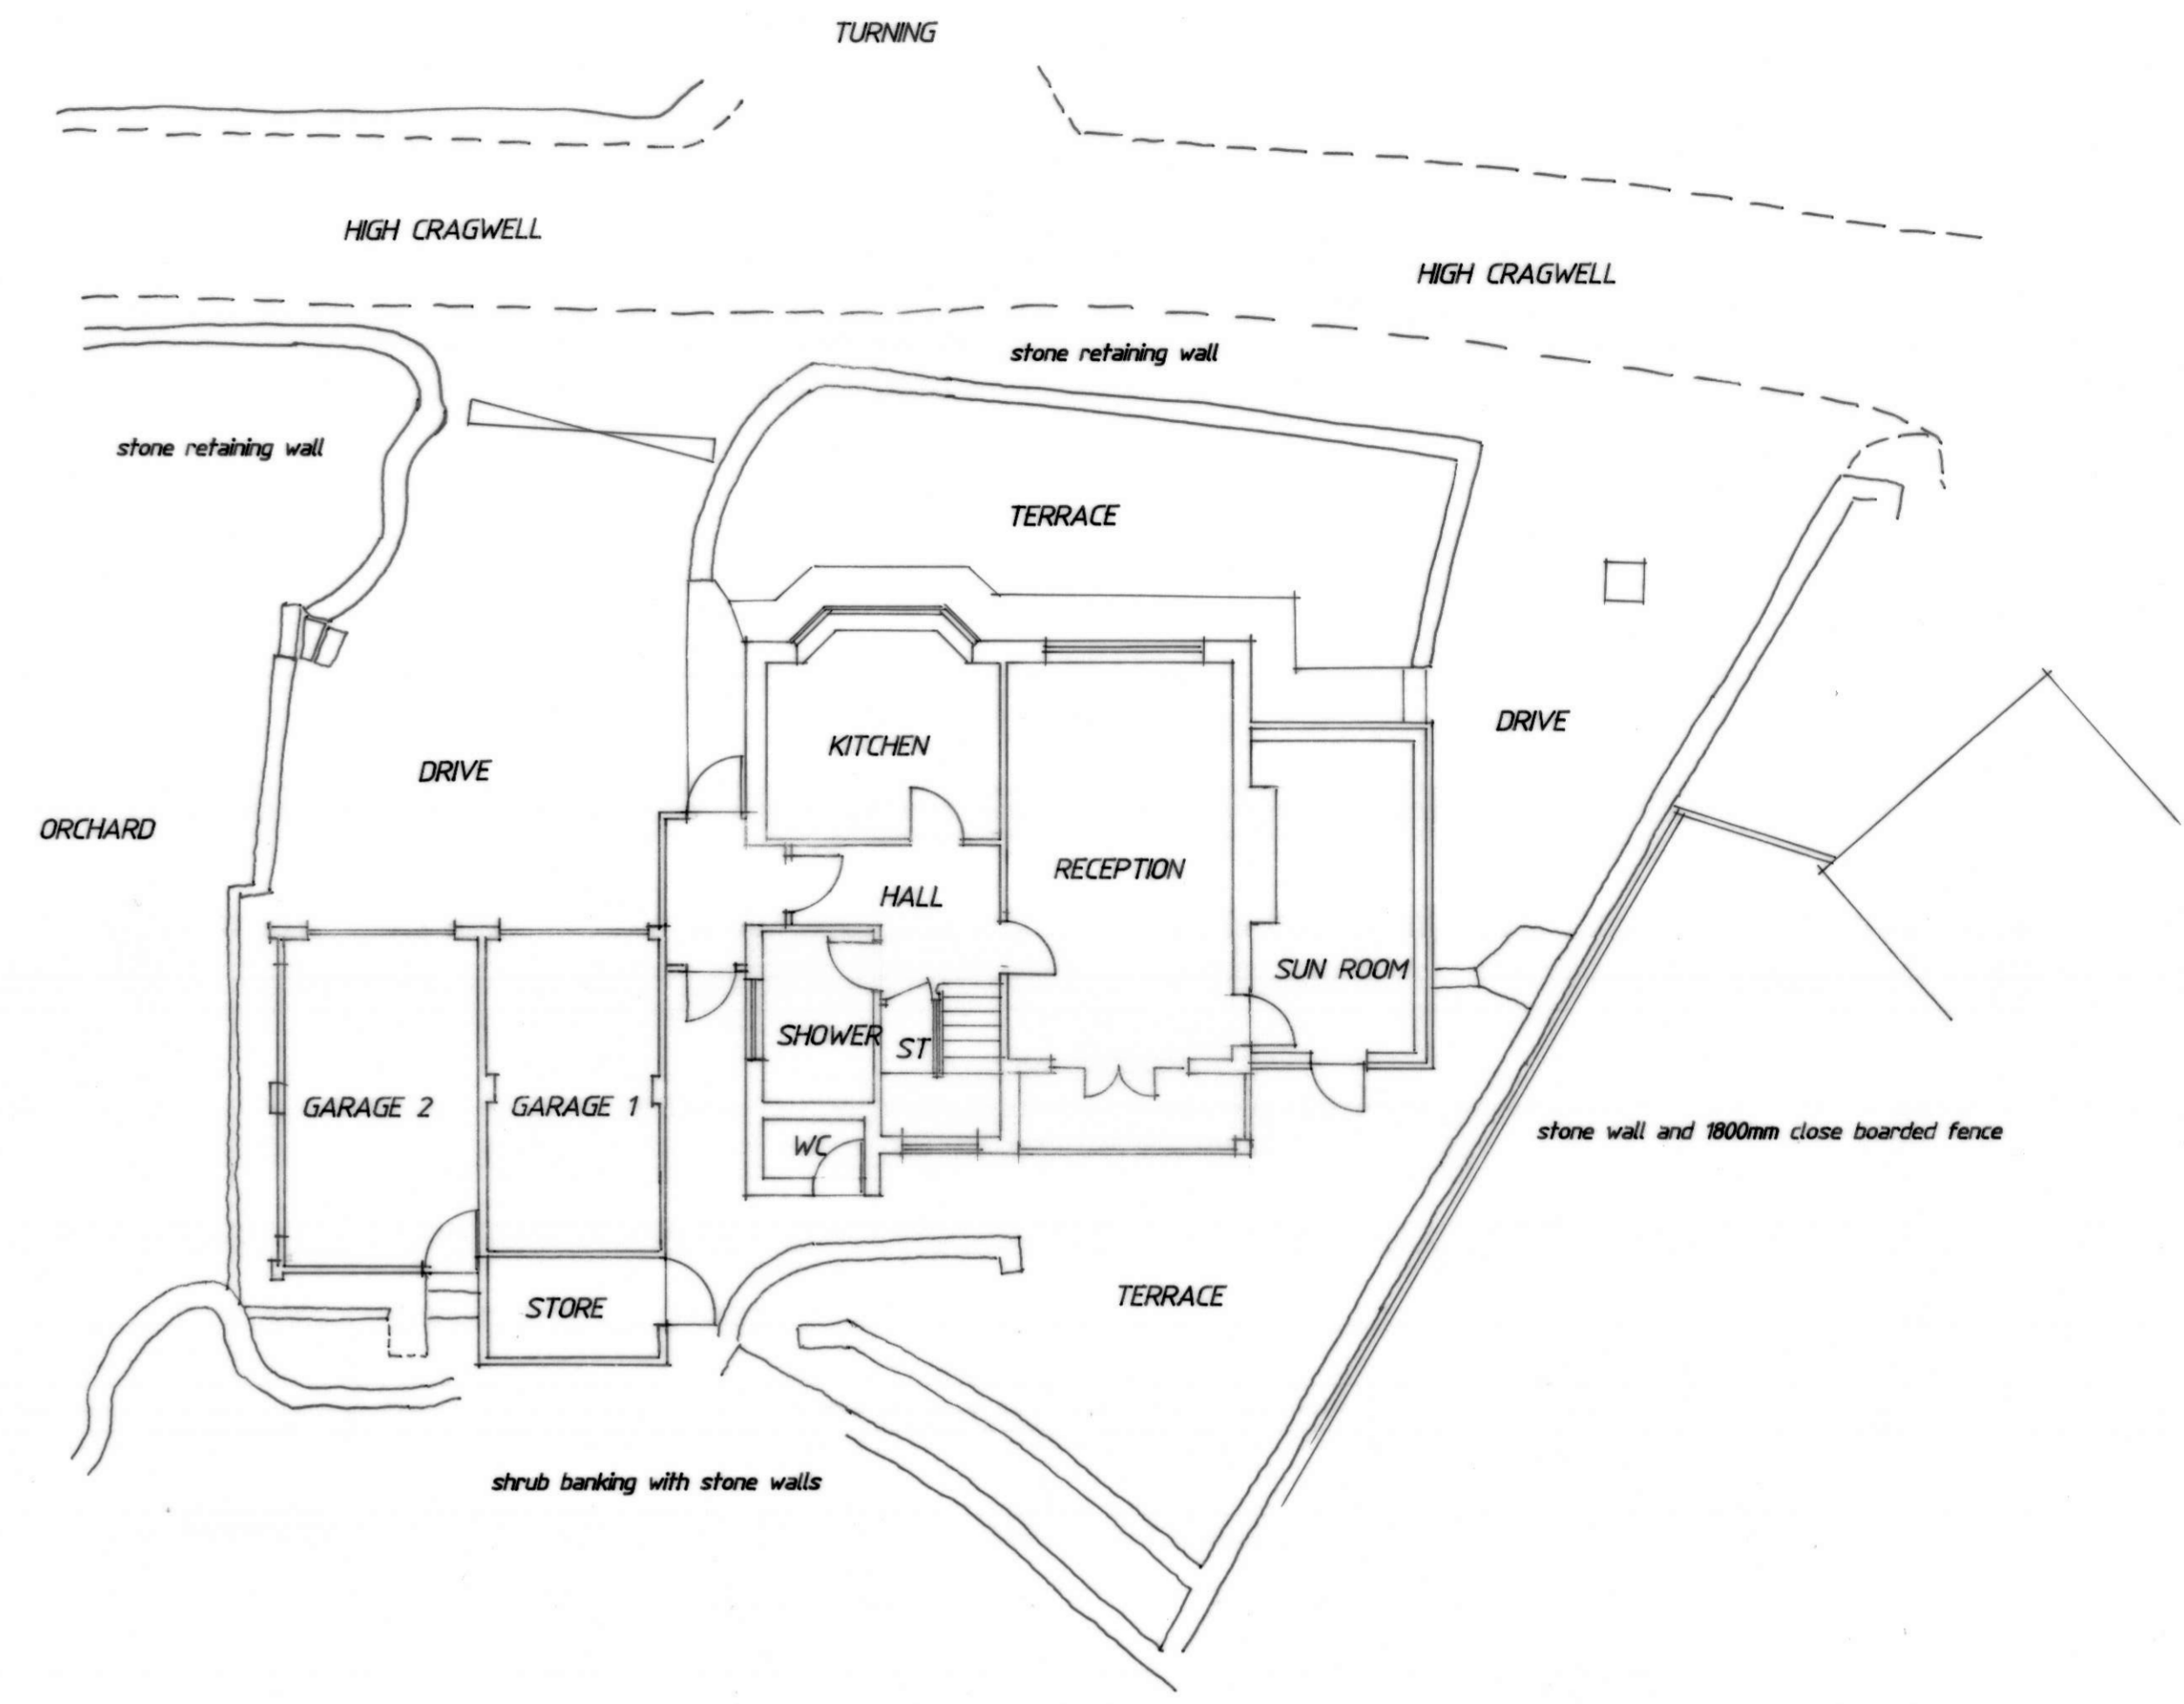 TURNING
HIGH CRAGWELL
HIGH CRAGWELL
stone retaining wall
stone retaining wall
TERRACE
DRIVE
KITCHEN
DRIVE
ORCHARD
RECEPTION
HALL
SUN ROOM
SHOWER
ST
GARAGE 2
GARAGE 1
WC
stone wall and 1800mm close boarded fence
TERRACE
STORE
shrub banking with stone walls